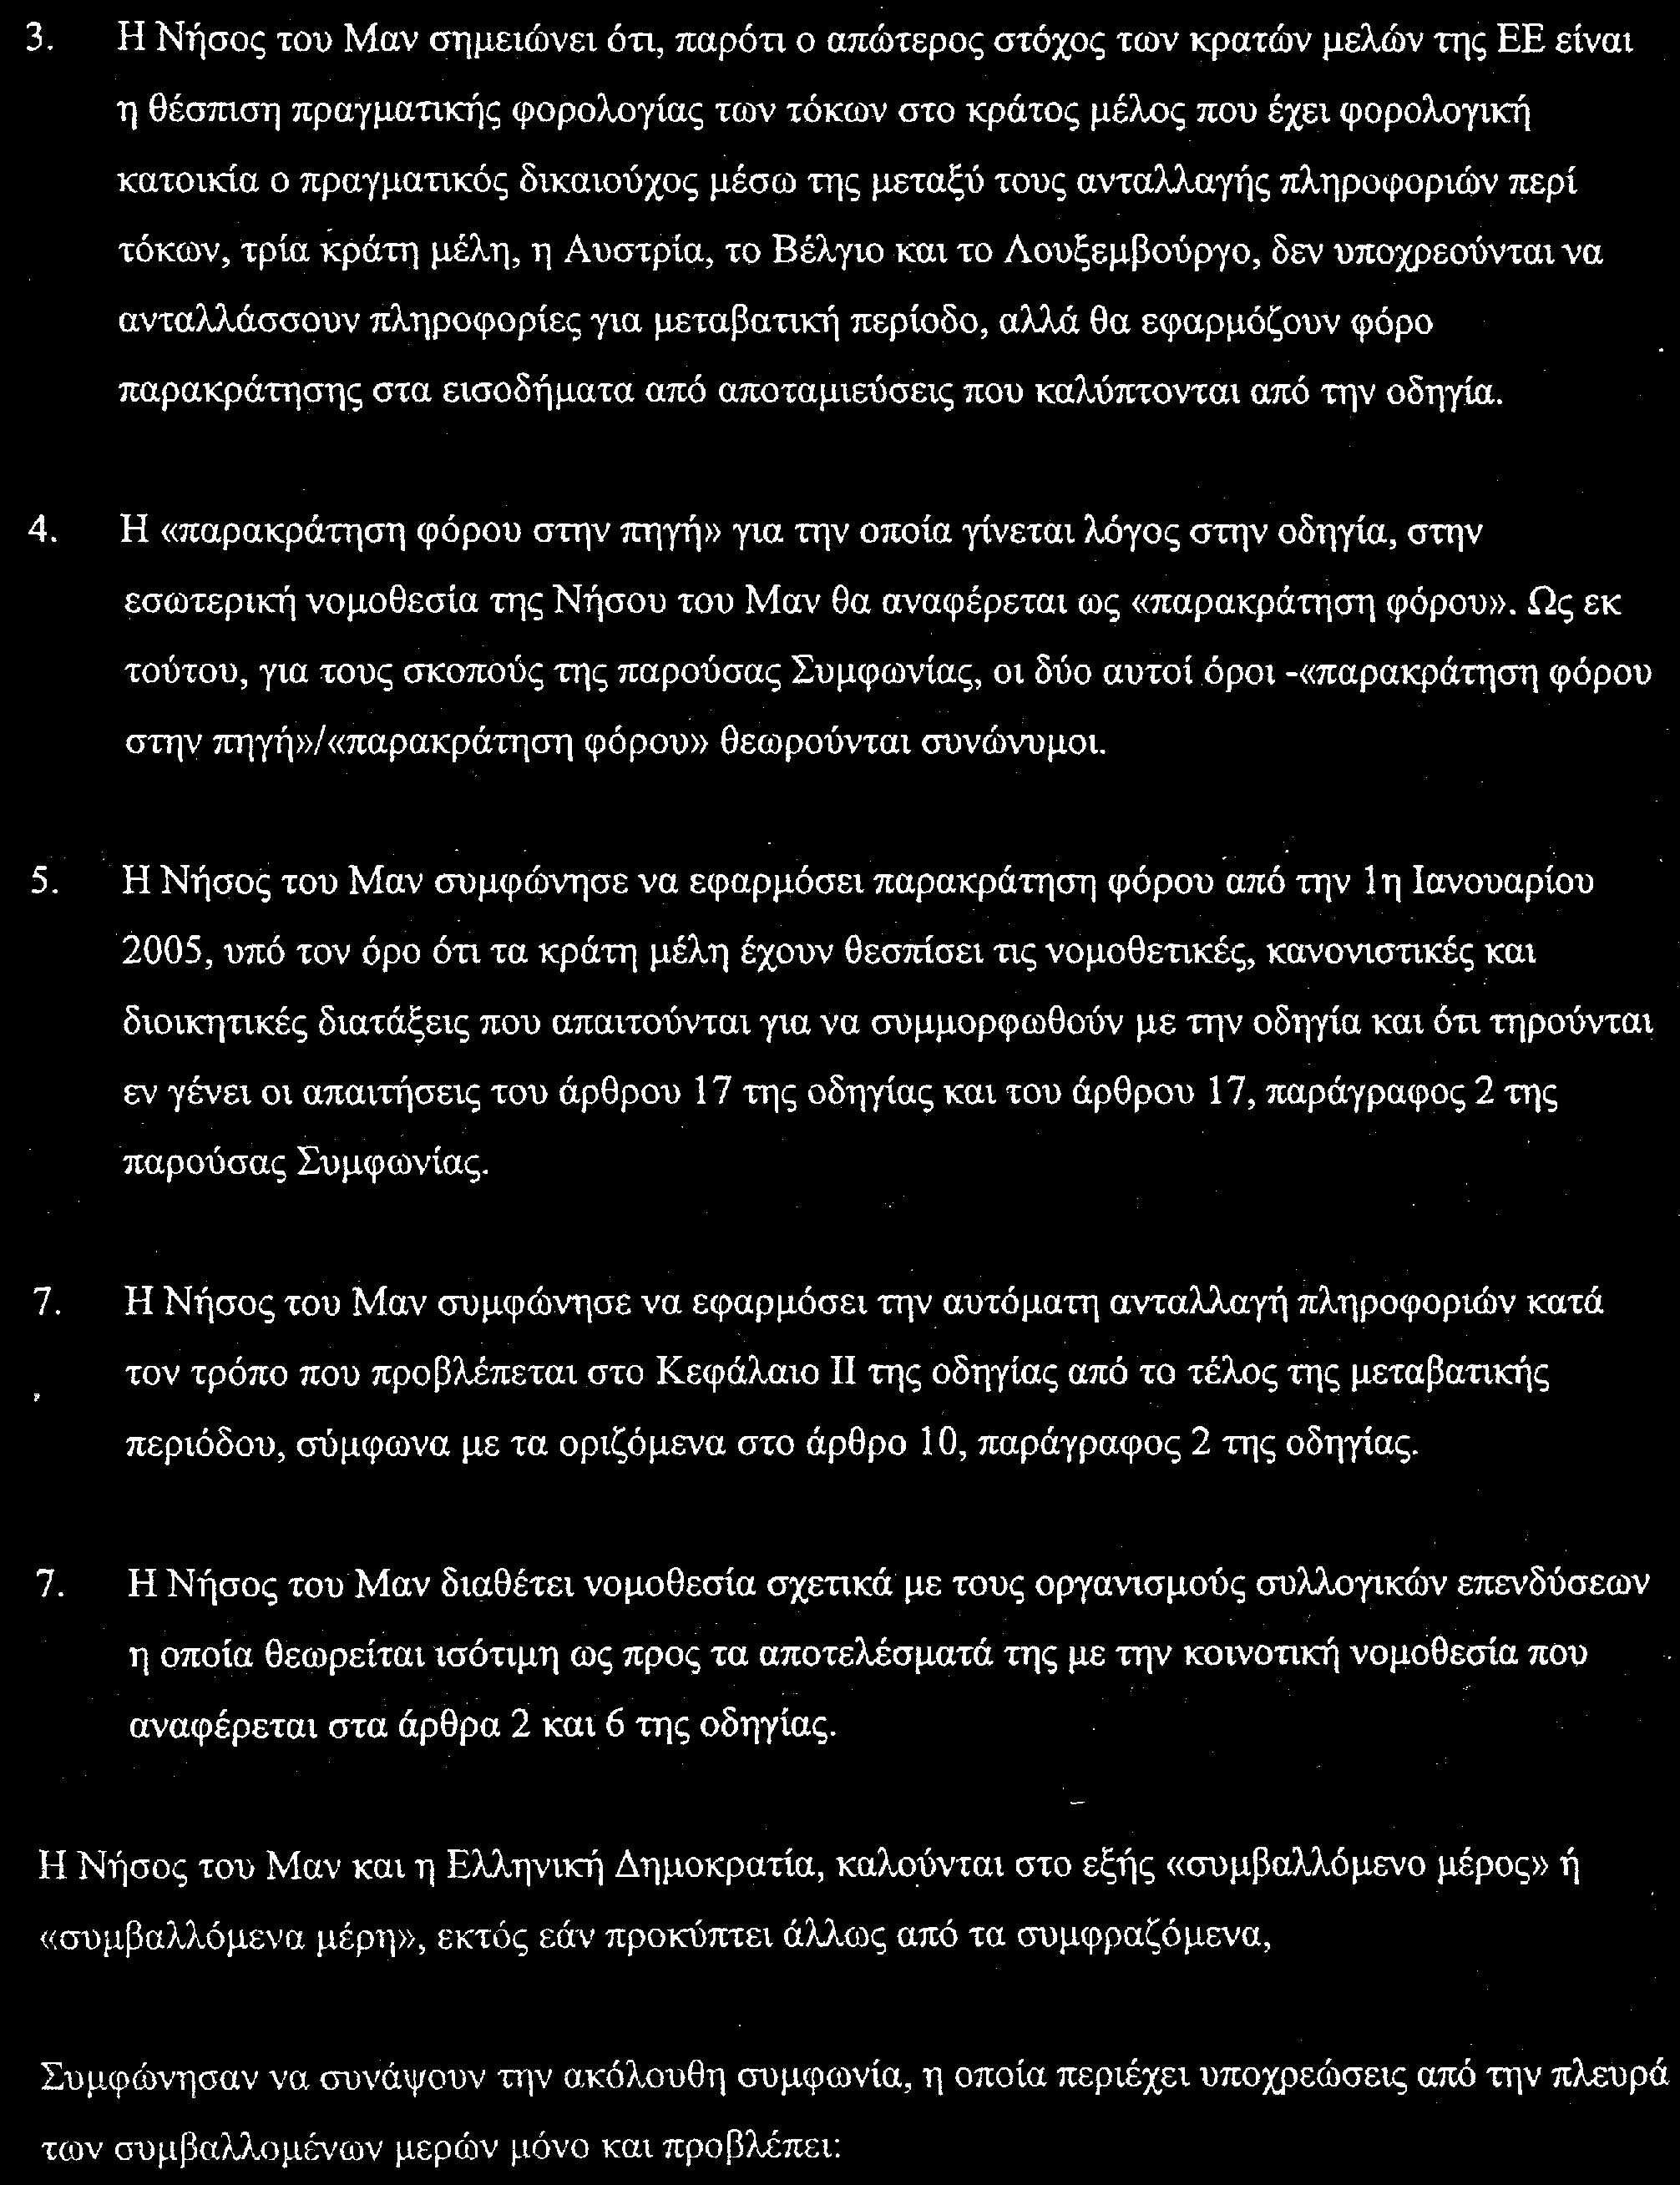 3. Η Νήσος του Μαν σημειώνει ότι, παρότι ο απώτερος στόχος των κρατών μελών της ΕΕ είναι
η θέσπιση πραγματικής φορολογίας των τόκων στο κράτος μέλος που έχει φορολογική
κατοικία ο πραγματικός δικαιούχος μέσω της μεταξύ τους ανταλλαγής πληροφοριών περί
τόκων, τρία κράτη μέλη, η Αυστρία, το Βέλγιο και το Λουξεμβούργο, δεν υποχρεούνται να
ανταλλάσσουν πληροφορίες για μεταβατική περίοδο, αλλά θα εφαρμόζουν φόρο
παρακράτησης στα εισοδήματα από αποταμιεύσεις που καλύπτονται από την οδηγία.
4. Η «παρακράτηση φόρου στην πηγή» για την οποία γίνεται λόγος στην οδηγία, στην
εσωτερική νομοθεσία της Νήσου του Μαν θα αναφέρεται ως «παρακράτηση φόρου». Ως εκ
τούτου, για τους σκοπούς της παρούσας Συμφωνίας, οι δύο αυτοί όροι -«παρακράτηση φόρου
στην πηγή»/«παρακράτηση φόρου» θεωρούνται συνώνυμοι.
5. Η Νήσος του Μαν συμφώνησε να εφαρμόσει παρακράτηση φόρου από την 1η Ιανουαρίου
2005, υπό τον όρο ότι τα κράτη μέλη έχουν θεσπίσει τις νομοθετικές, κανονιστικές και
διοικητικές διατάξεις που απαιτούνται για να συμμορφωθούν με την οδηγία και ότι τηρούνται
εν γένει οι απαιτήσεις του άρθρου 17 της οδηγίας και του άρθρου 17, παράγραφος 2 της
παρούσας Συμφωνίας.
7. Η Νήσος του Μαν συμφώνησε να εφαρμόσει την αυτόματη ανταλλαγή πληροφοριών κατά
τον τρόπο που προβλέπεται στο Κεφάλαιο II της οδηγίας από το τέλος της μεταβατικής
περιόδου, σύμφωνα με τα οριζόμενα στο άρθρο 10, παράγραφος 2 της οδηγίας.
7. Η Νήσος του Μαν διαθέτει νομοθεσία σχετικά με τους οργανισμούς συλλογικών επενδύσεων
η οποία θεωρείται ισότιμη ως προς τα αποτελέσματά της με την κοινοτική νομοθεσία που
αναφέρεται στα άρθρα 2 και 6 της οδηγίας.
Η Νήσος του Μαν και η Ελληνική Δημοκρατία, καλούνται στο εξής «συμβαλλόμενο μέρος» ή
«συμβαλλόμενα μέρη», εκτός εάν προκύπτει άλλως από τα συμφραζόμενα,
Συμφώνησαν να συνάψουν την ακόλουθη συμφωνία, η οποία περιέχει υποχρεώσεις από την πλευρά
των συμβαλλομένων μερών μόνο και προβλέπει: